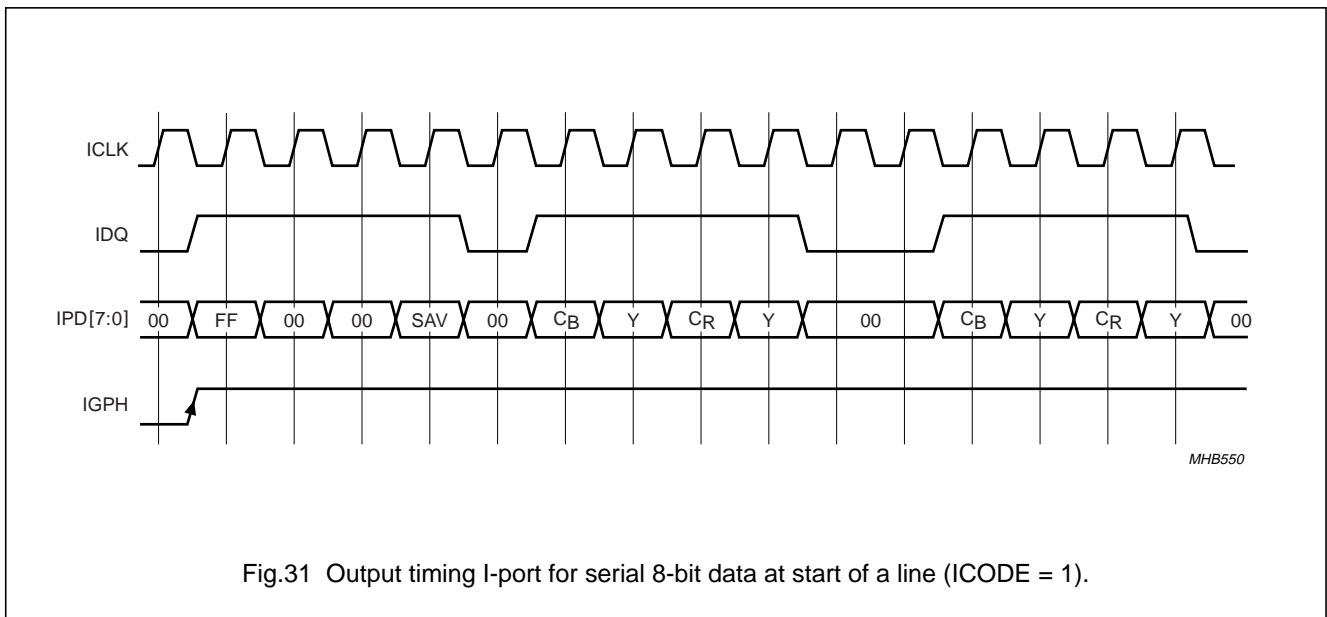 ICLK
IDQ
IPD[7:0] 00 FF 00 00 SAV 00 CB Y CR Y 00 CB Y CR Y 00
IGPH
MHB550
Fig.31 Output timing I-port for serial 8-bit data at start of a line (ICODE = 1).